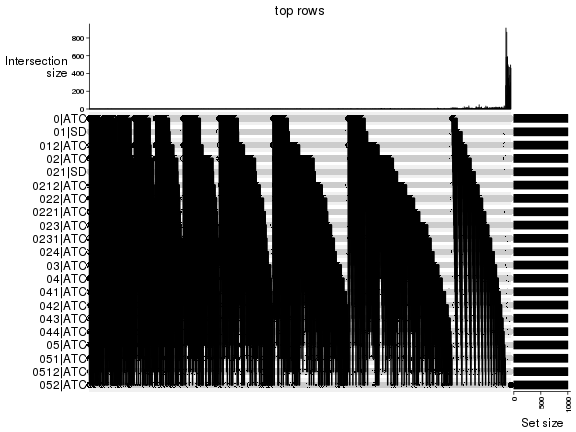 top rows
800
600
400
200
0
Intersection
size
0|ATC
01|SD
012|ATC
02|ATC
021|SD
0212|ATC
022|ATC
0221|ATC
023|ATC
0231|ATC
024|ATC
03|ATC
04|ATC
041|ATC
042|ATC
043|ATC
044|ATC
05|ATC
051|ATC
0512|ATC
052|ATC
0
500
1000
Set size